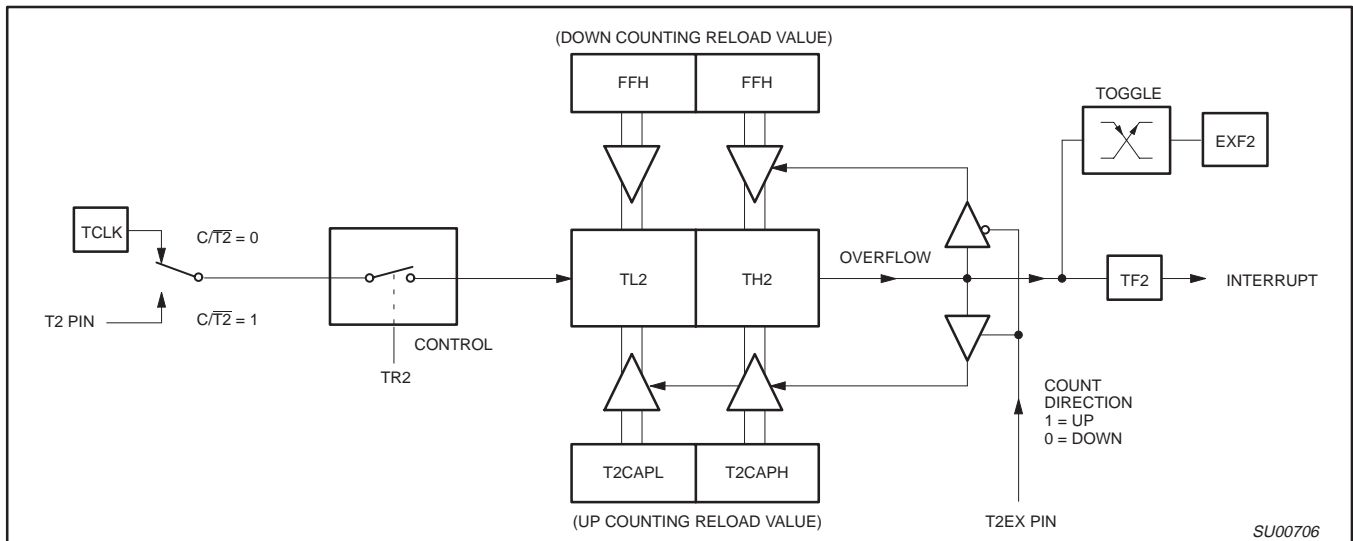 (DOWN COUNTING RELOAD VALUE)
FFH FFH
TOGGLE
EXF2
TCLK
C/T2̅ = 0
TL2 TH2
OVERFLOW
TF2
INTERRUPT
T2 PIN
C/T2̅ = 1
CONTROL
TR2
COUNT
DIRECTION
1 = UP
0 = DOWN
T2CAPL T2CAPH
(UP COUNTING RELOAD VALUE)
T2EX PIN
SU00706